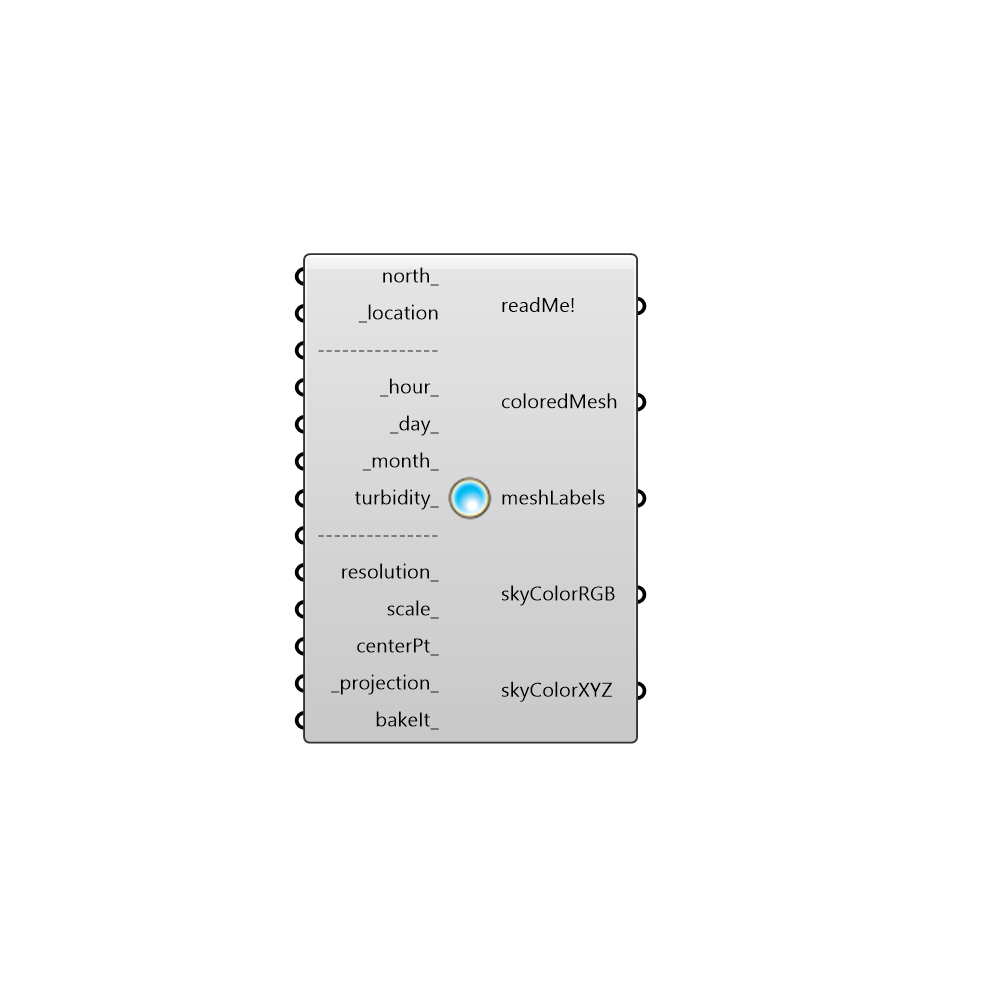 north_
_location
----------------
_hour_
_day_
_month_
turbidity_
----------------
resolution_
scale_
centerPt_
_projection_
bakeIt_
readMe!
coloredMesh
meshLabels
skyColorRGB
skyColorXYZ